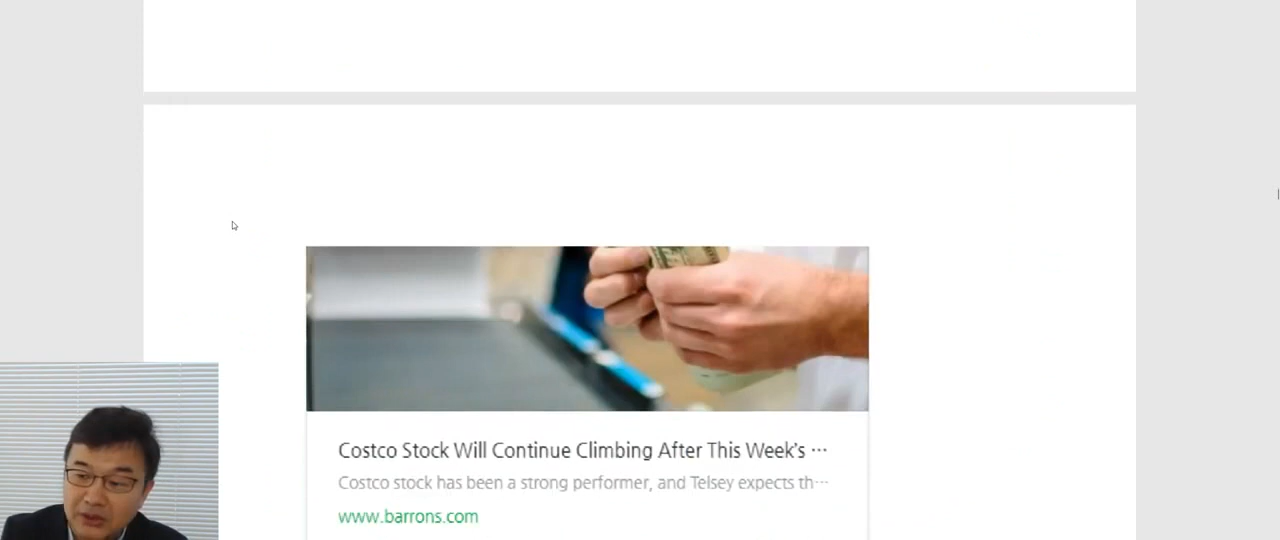 Costco Stock Will Continue Climbing After This Week's ···
Costco stock has been a strong performer, and Telsey expects th···
www.barrons.com